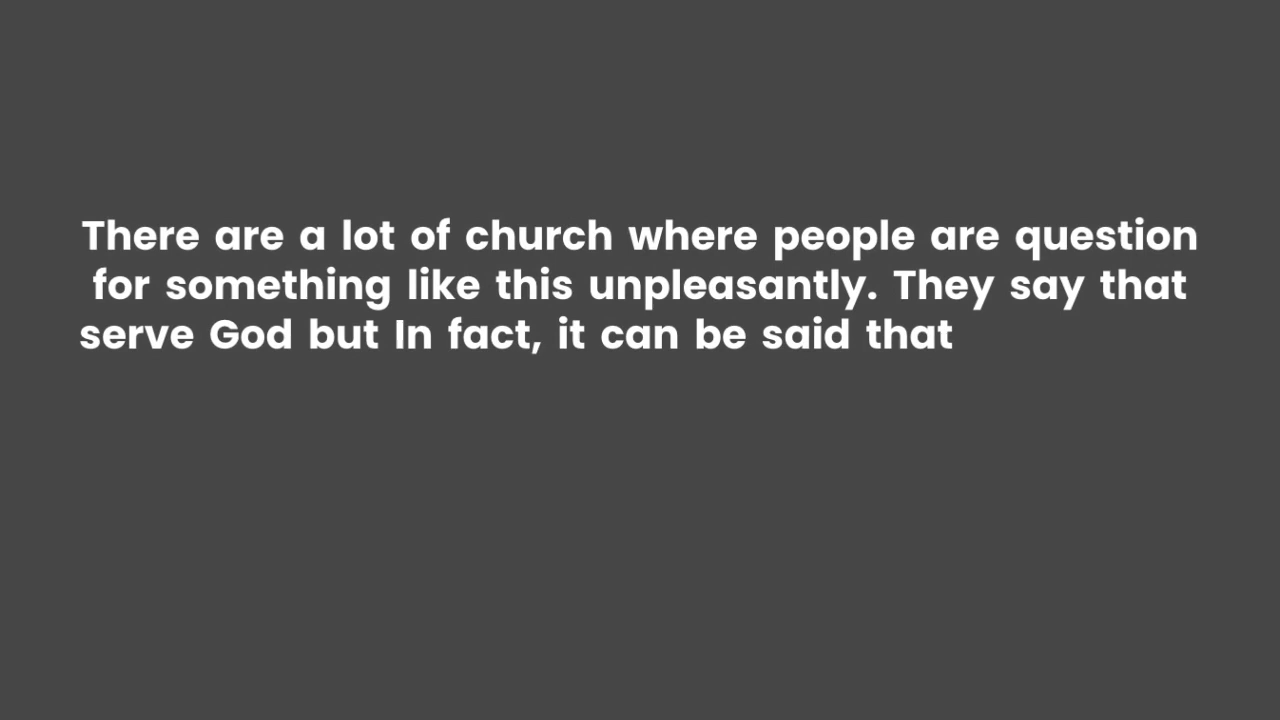 There are a lot of church where people are question
for something like this unpleasantly. They say that
serve God but In fact, it can be said that